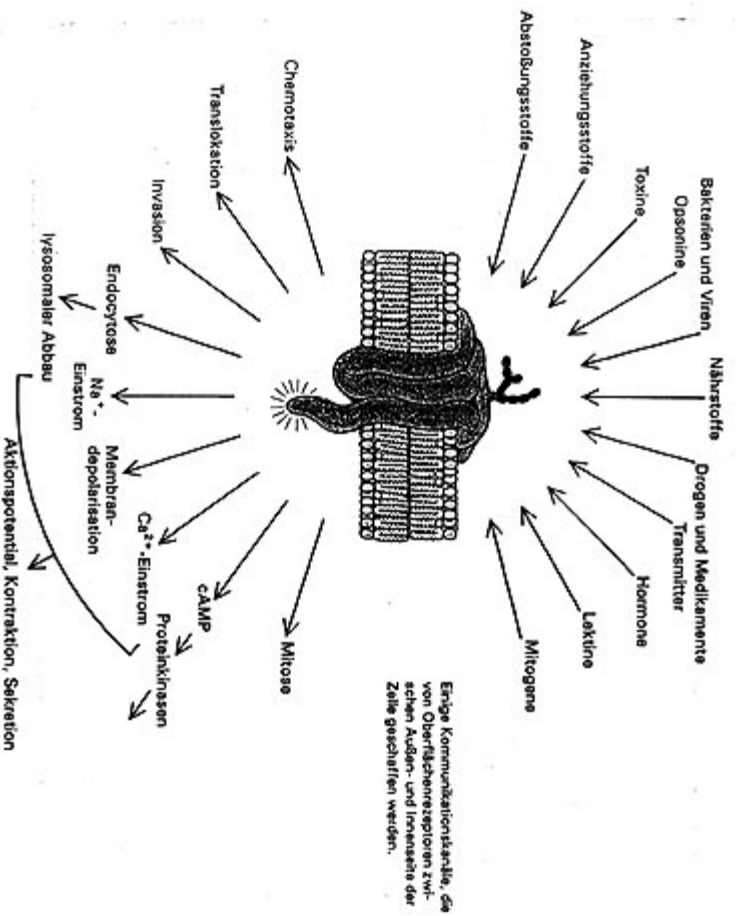 Abstoßungsstoffe
Anziehungsstoffe
Toxine
Opsonine
Bakterien und Viren
Nährstoffe
Drogen und Medikamente
Transmitter
Hormone
Lektine
Mitogene
Chemotaxis
Translokation
Invasion
Endocytose
lysosomaler Abbau
Na⁺-
Einstrom
Membran-
depolarisation
Ca²⁺-Einstrom
cAMP
Proteinkinasen
Mitose
Aktionspotential, Kontraktion, Sekretion
Einige Kommunikationskanäle, die
von Oberflächenrezeptoren zwi-
schen Außen- und Innenseite der
Zelle geschaffen werden.